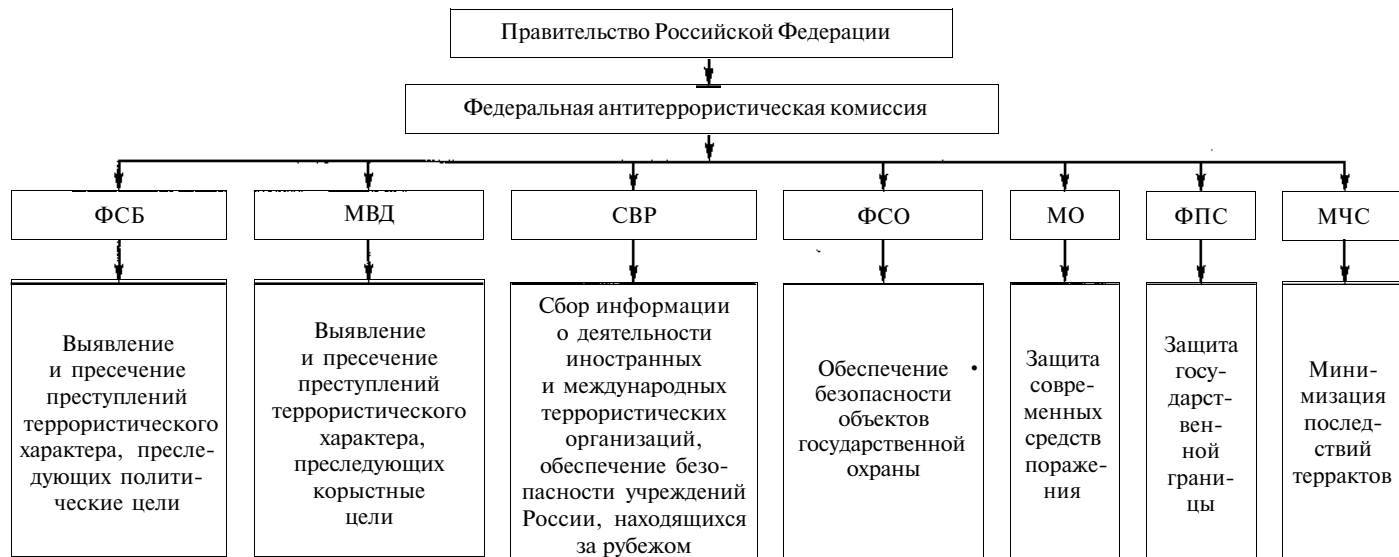 Правительство Российской Федерации
Федеральная антитеррористическая комиссия
ФСБ
МВД
СВР
ФСО
МО
ФПС
МЧС
Выявление
и пресечение
преступлений
террористического
характера, пресле-
дующих полити-
ческие цели
Выявление
и пресечение
преступлений
террористического
характера,
преследующих
корыстные
цели
Сбор информации
о деятельности
иностранных
и международных
террористических
организаций,
обеспечение безо-
пасности учреждений
России, находящихся
за рубежом
Обеспечение
безопасности
объектов
государственной
охраны
Защита
совре-
менных
средств
пораже-
ния
Защита
госу-
дарст-
вен-
ной
грани-
цы
Мини-
мизация
послед-
ствий
террактов